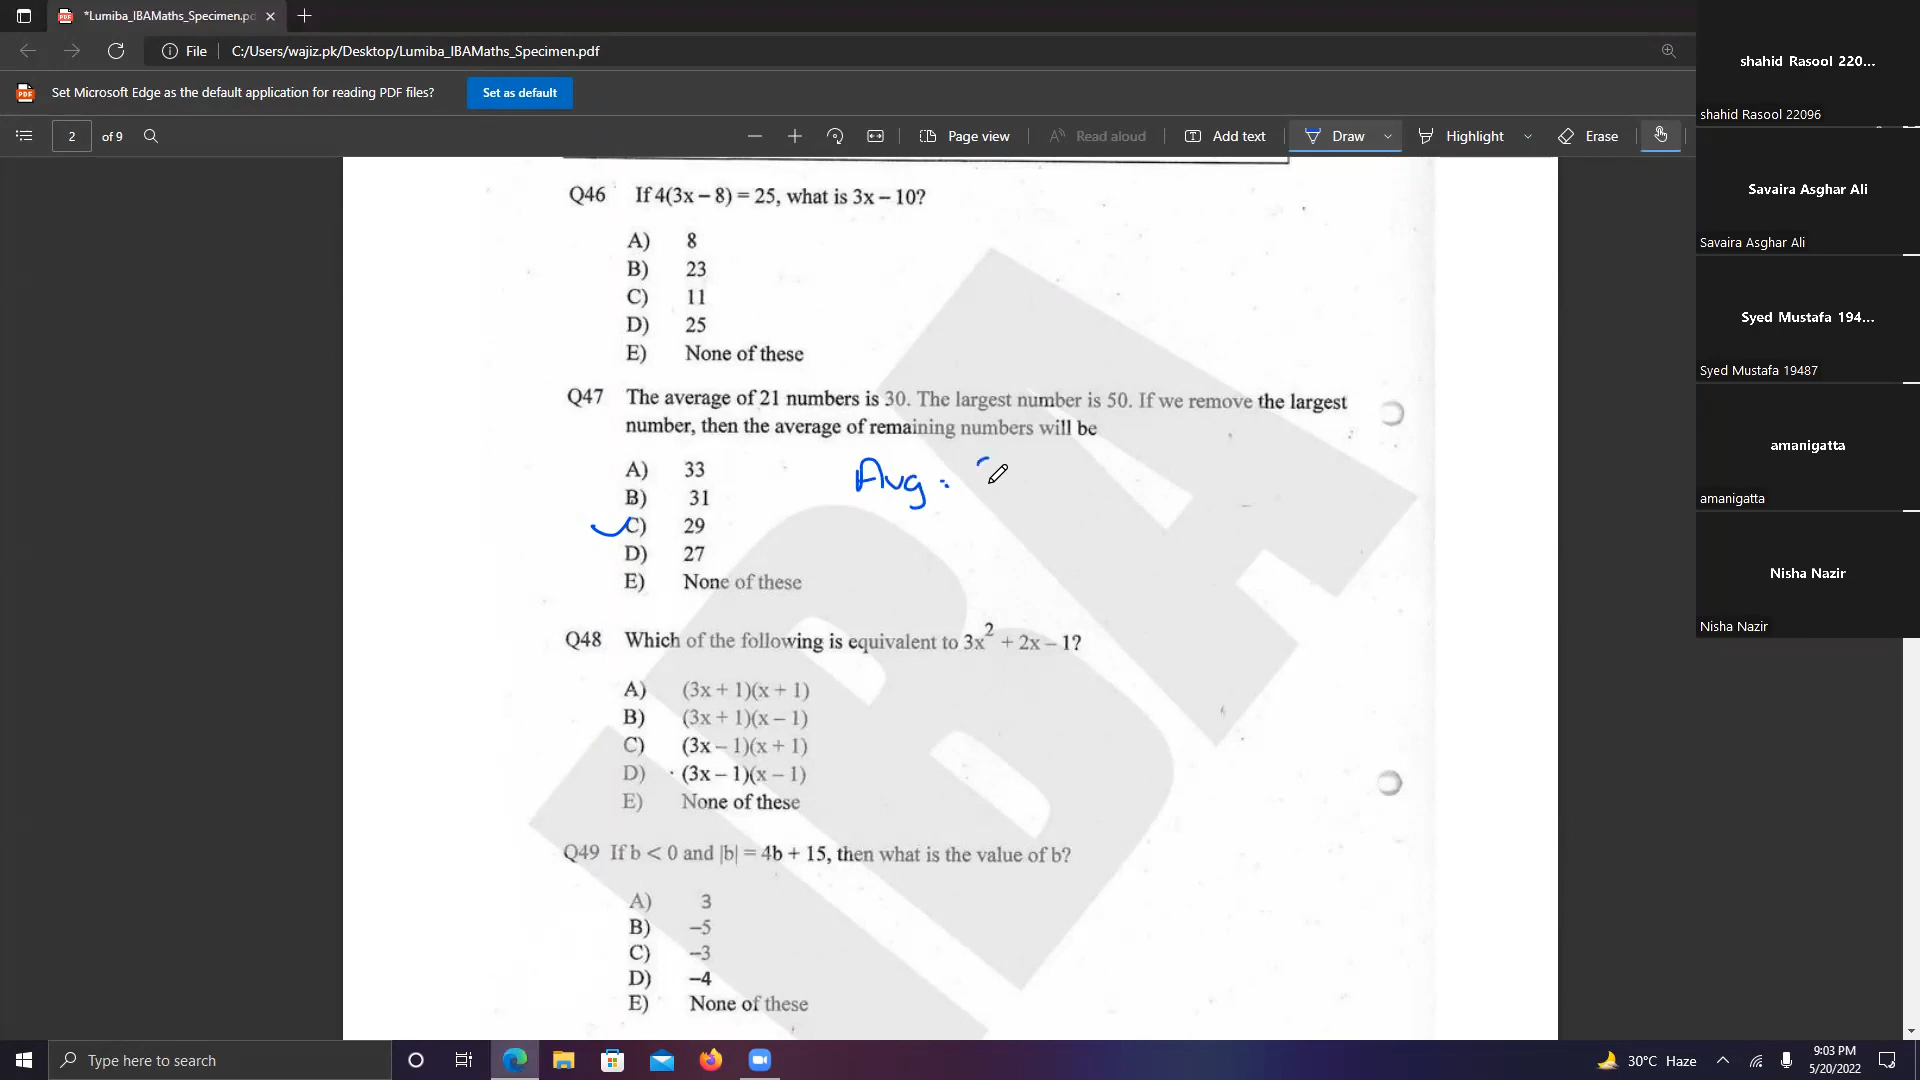 *Lumiba_IBAMaths_Specimen.pd
File
C:/Users/wajiz.pk/Desktop/Lumiba_IBAMaths_Specimen.pdf
Set Microsoft Edge as the default application for reading PDF files?
Set as default
2 of 9
Page view
Read aloud
Add text
Draw
Highlight
Erase
Q46 If 4(3x – 8) = 25, what is 3x – 10?
A) 8
B) 23
C) 11
D) 25
E) None of these
Q47 The average of 21 numbers is 30. The largest number is 50. If we remove the largest
number, then the average of remaining numbers will be
A) 33
B) 31
C) 29
D) 27
E) None of these
Avg :
Q48 Which of the following is equivalent to 3x² + 2x – 1?
A) (3x + 1)(x + 1)
B) (3x + 1)(x – 1)
C) (3x – 1)(x + 1)
D) (3x – 1)(x – 1)
E) None of these
Q49 If b < 0 and |b| = 4b + 15, then what is the value of b?
A) 3
B) –5
C) –3
D) –4
E) None of these
IBA
shahid Rasool 220...
shahid Rasool 22096
Savaira Asghar Ali
Savaira Asghar Ali
Syed Mustafa 194...
Syed Mustafa 19487
amanigatta
amanigatta
Nisha Nazir
Nisha Nazir
Type here to search
30°C Haze
9:03 PM
5/20/2022